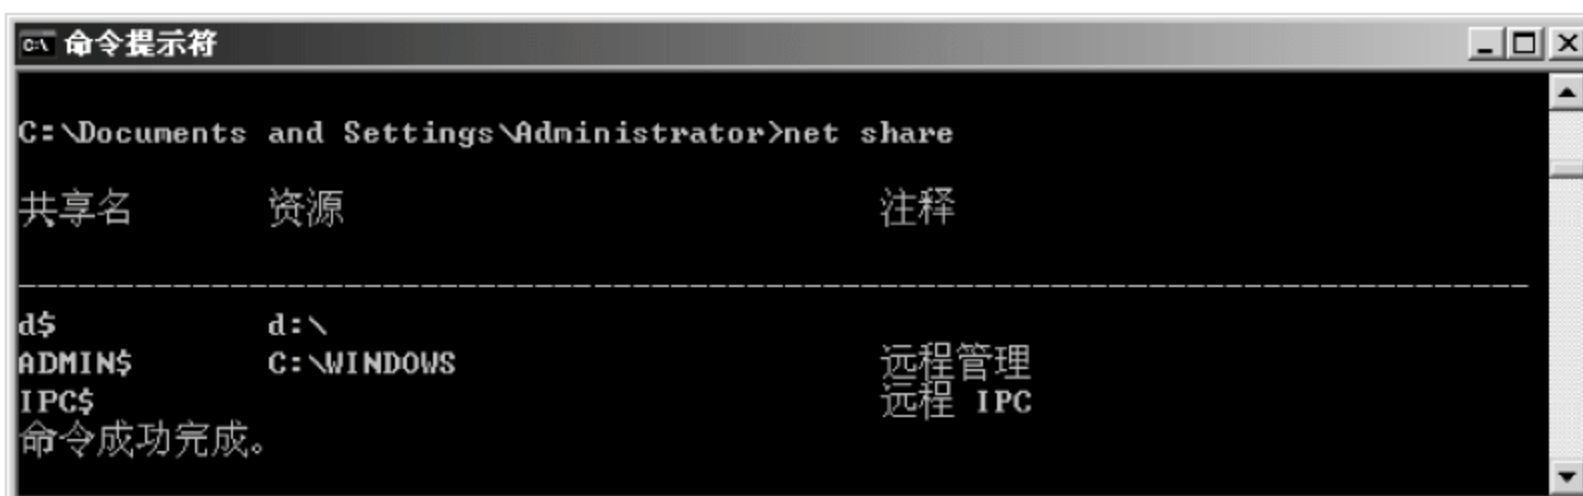 命令提示符
C:\Documents and Settings\Administrator>net share
共享名 资源 注释
-------------------------------------------------------------------------------
d$ d:\
ADMIN$ C:\WINDOWS 远程管理
IPC$ 远程 IPC
命令成功完成。